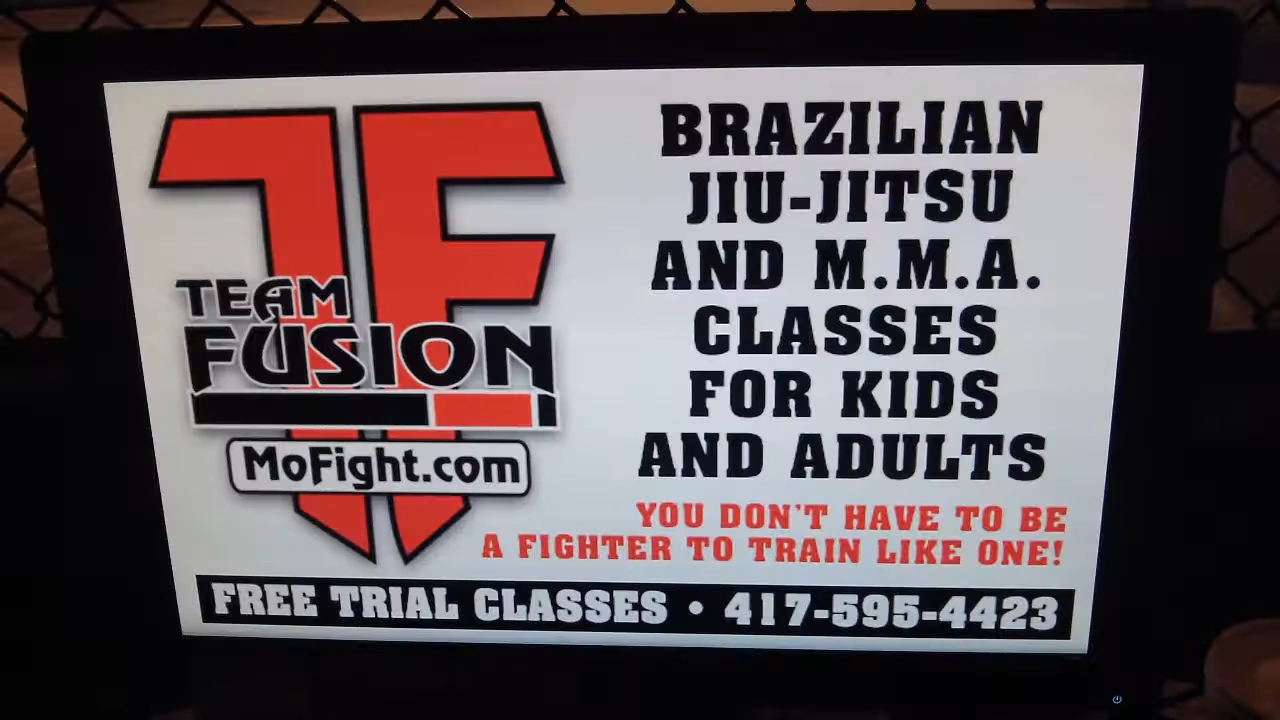 TEAM
FUSION
MoFight.com
BRAZILIAN
JIU-JITSU
AND M.M.A.
CLASSES
FOR KIDS
AND ADULTS
YOU DON'T HAVE TO BE
A FIGHTER TO TRAIN LIKE ONE!
FREE TRIAL CLASSES • 417-595-4423